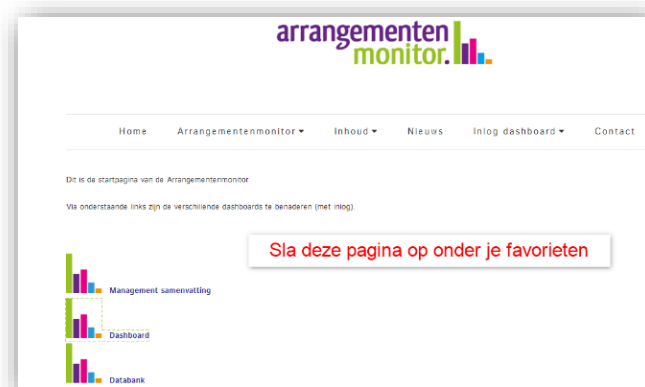 arrangementen
monitor.
Home Arrangementenmonitor Inhoud Nieuws Inlog dashboard Contact
Dit is de startpagina van de Arrangementenmonitor
Via onderstaande links zijn de verschillende dashboards te benaderen (met inlog).
Sla deze pagina op onder je favorieten
Management samenvatting
Dashboard
Databank